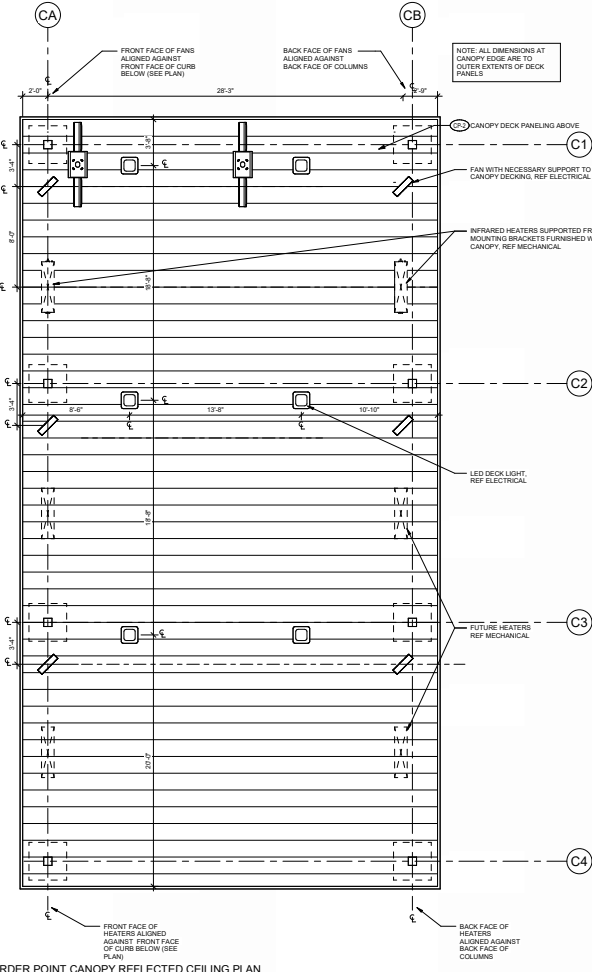 CA
CB
FRONT FACE OF FANS
ALIGNED AGAINST
FRONT FACE OF CURB
BELOW (SEE PLAN)
BACK FACE OF FANS
ALIGNED AGAINST
BACK FACE OF COLUMNS
NOTE: ALL DIMENSIONS AT
CANOPY EDGE ARE TO
OUTER EXTENTS OF DECK
PANELS
2'-0"
28'-3"
2'-9"
CP-2 CANOPY DECK PANELING ABOVE
C1
3'-8"
3'-4"
FAN WITH NECESSARY SUPPORT TO
CANOPY DECKING, REF ELECTRICAL
8'-0"
INFRARED HEATERS SUPPORTED FR
MOUNTING BRACKETS FURNISHED W
CANOPY, REF MECHANICAL
18'-6"
C2
3'-4"
8'-6"
13'-8"
10'-10"
LED DECK LIGHT,
REF ELECTRICAL
18'-6"
C3
FUTURE HEATERS
REF MECHANICAL
3'-4"
20'-0"
C4
FRONT FACE OF
HEATERS ALIGNED
AGAINST FRONT FACE
OF CURB BELOW (SEE
PLAN)
BACK FACE OF
HEATERS
ALIGNED AGAINST
BACK FACE OF
COLUMNS
RDER POINT CANOPY REFLECTED CEILING PLAN